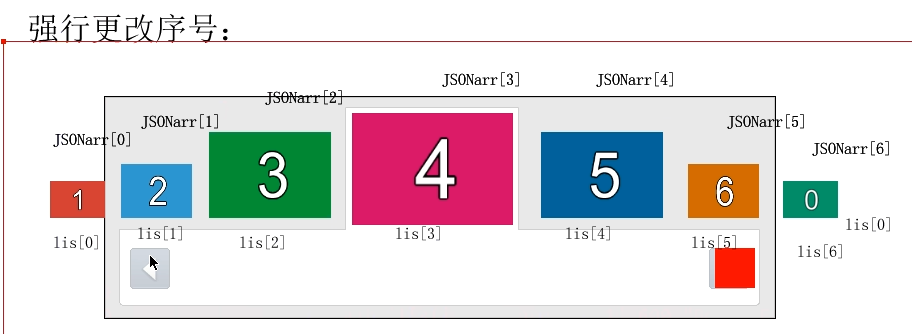 强行更改序号:
JSONarr[3] JSONarr[4]
JSONarr[2]
JSONarr[1] JSONarr[5]
JSONarr[0] JSONarr[6]
1 2 3 4 5 6 0
lis[0] lis[1] lis[2] lis[3] lis[4] lis[5] lis[6] lis[0]